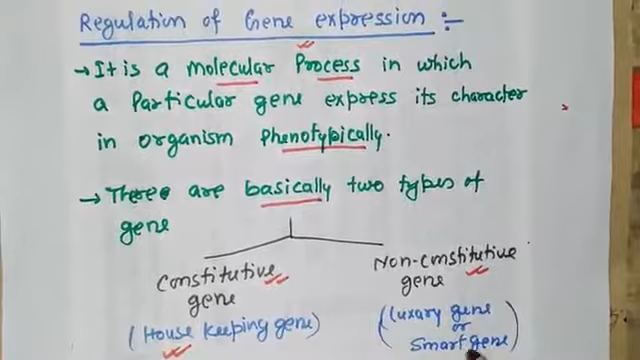 Regulation of Gene expression :-
→ It is a molecular Process in which
a Particular gene express its character
in organism Phenotypically.
→ There are basically two types of
gene
Constitutive gene
(House keeping gene)
Non-constitutive gene
(Luxary gene or Smart gene)